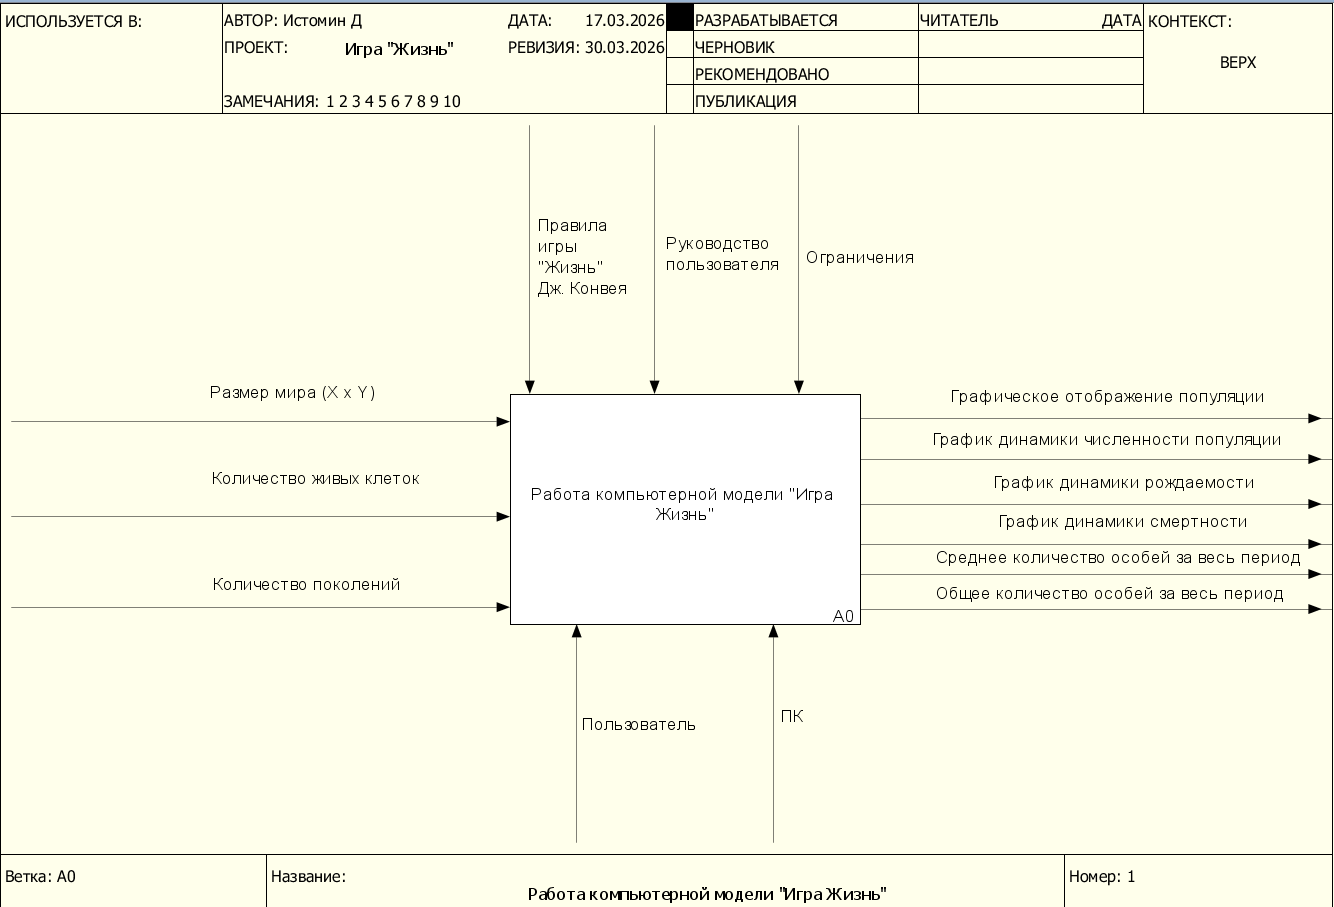 ИСПОЛЬЗУЕТСЯ В:
АВТОР: Истомин Д
ДАТА: 17.03.2026
ПРОЕКТ: Игра "Жизнь"
РЕВИЗИЯ: 30.03.2026
ЗАМЕЧАНИЯ: 1 2 3 4 5 6 7 8 9 10
РАЗРАБАТЫВАЕТСЯ
ЧЕРНОВИК
РЕКОМЕНДОВАНО
ПУБЛИКАЦИЯ
ЧИТАТЕЛЬ ДАТА
КОНТЕКСТ:
ВЕРХ
Правила
игры
"Жизнь"
Дж. Конвея
Руководство
пользователя
Ограничения
Размер мира (X x Y)
Количество живых клеток
Количество поколений
Работа компьютерной модели "Игра
Жизнь"
A0
Графическое отображение популяции
График динамики численности популяции
График динамики рождаемости
График динамики смертности
Среднее количество особей за весь период
Общее количество особей за весь период
Пользователь
ПК
Ветка: A0
Название:
Работа компьютерной модели "Игра Жизнь"
Номер: 1